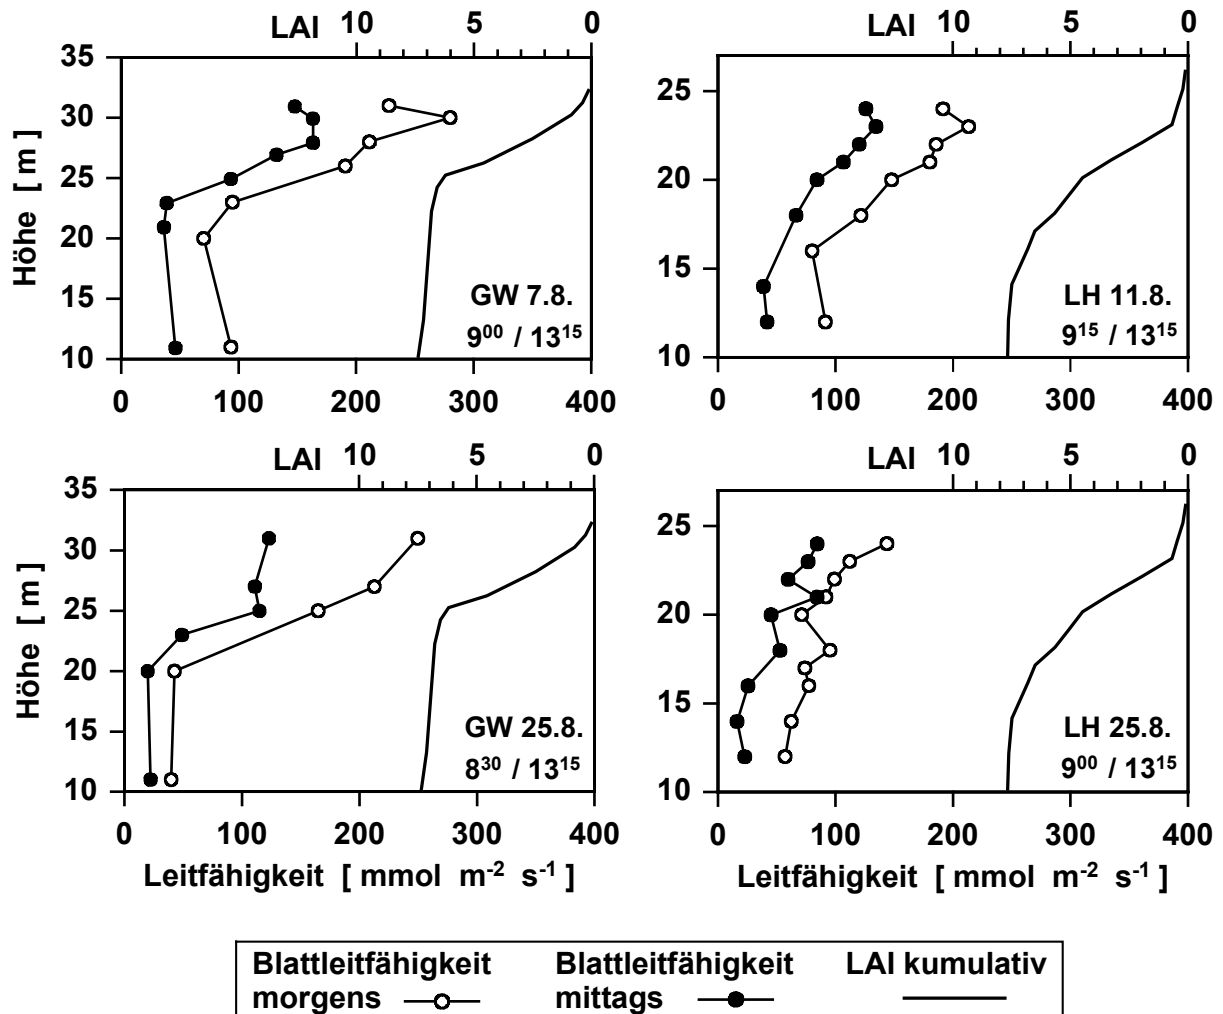 LAI 10 5 0
LAI 10 5 0
35
30
25
20
15
10
Höhe [ m ]
GW 7.8.
9⁰⁰ / 13¹⁵
0 100 200 300 400
25
20
15
10
LH 11.8.
9¹⁵ / 13¹⁵
0 100 200 300 400
LAI 10 5 0
LAI 10 5 0
35
30
25
20
15
10
Höhe [ m ]
GW 25.8.
8³⁰ / 13¹⁵
0 100 200 300 400
Leitfähigkeit [ mmol m⁻² s⁻¹ ]
25
20
15
10
LH 25.8.
9⁰⁰ / 13¹⁵
0 100 200 300 400
Leitfähigkeit [ mmol m⁻² s⁻¹ ]
Blattleitfähigkeit
morgens
Blattleitfähigkeit
mittags
LAI kumulativ